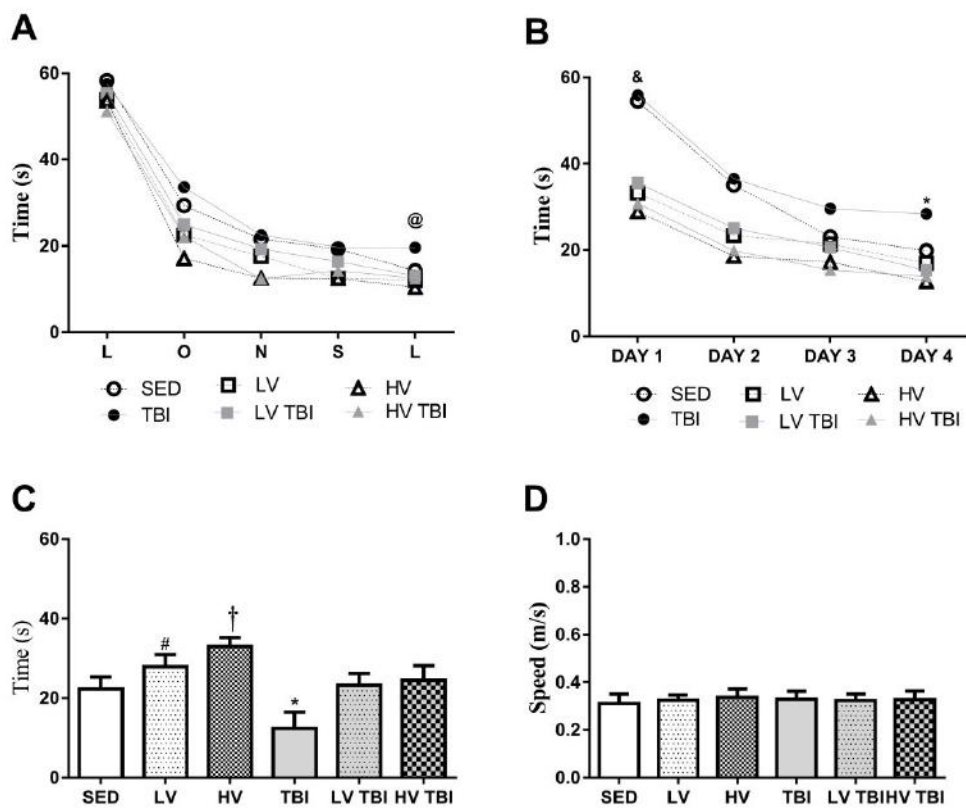 A
B
60
40
20
0
Time (s)
@
L O N S L
SED LV HV
TBI LV TBI HV TBI
60
40
20
0
Time (s)
&
*
DAY 1 DAY 2 DAY 3 DAY 4
SED LV HV
TBI LV TBI HV TBI
C
D
60
40
20
0
Time (s)
#
†
*
SED LV HV TBI LV TBI HV TBI
1.0
0.8
0.6
0.4
0.2
0.0
Speed (m/s)
SED LV HV TBI LV TBI HV TBI